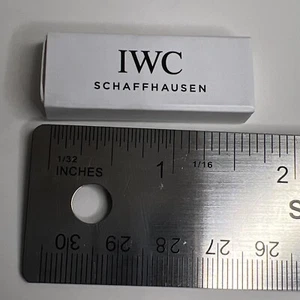 IWC
SCHAFFHAUSEN
1/32
INCHES
1
1/16
2
S
30 29 28 27 26